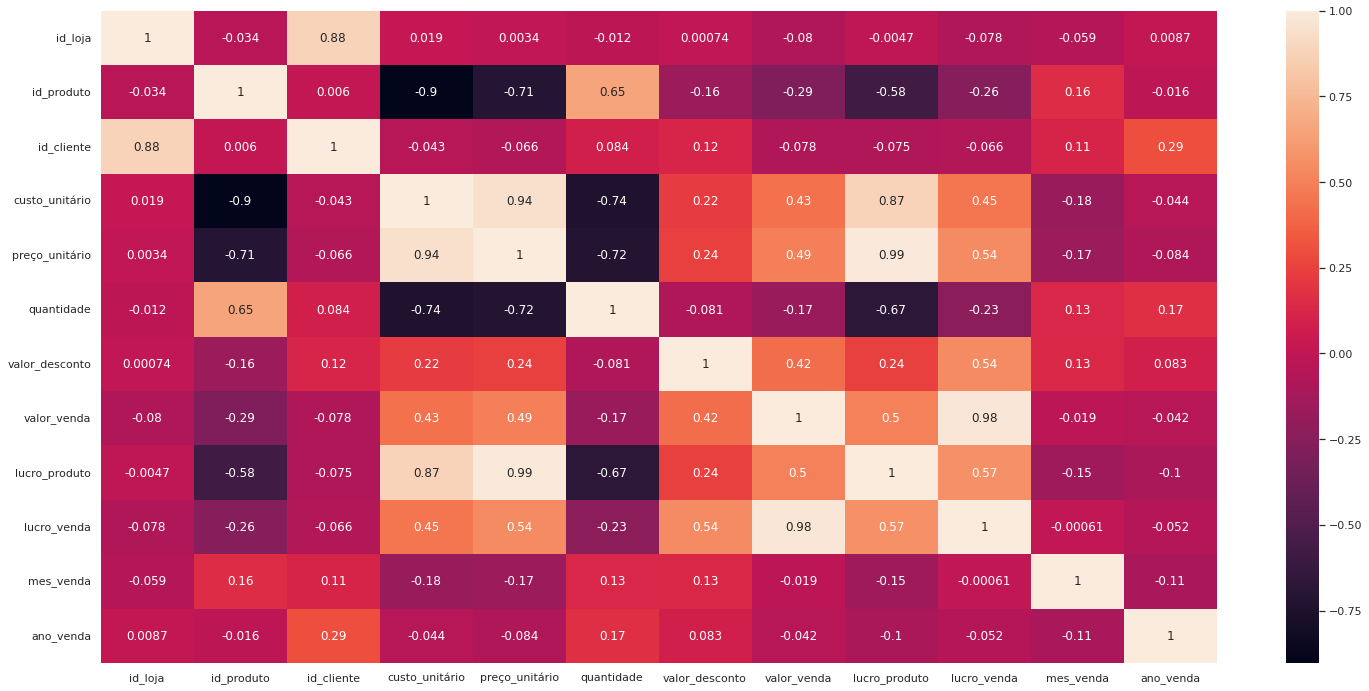 id_loja 1 -0.034 0.88 0.019 0.0034 -0.012 0.00074 -0.08 -0.0047 -0.078 -0.059 0.0087
id_produto -0.034 1 0.006 -0.9 -0.71 0.65 -0.16 -0.29 -0.58 -0.26 0.16 -0.016
id_cliente 0.88 0.006 1 -0.043 -0.066 0.084 0.12 -0.078 -0.075 -0.066 0.11 0.29
custo_unitário 0.019 -0.9 -0.043 1 0.94 -0.74 0.22 0.43 0.87 0.45 -0.18 -0.044
preço_unitário 0.0034 -0.71 -0.066 0.94 1 -0.72 0.24 0.49 0.99 0.54 -0.17 -0.084
quantidade -0.012 0.65 0.084 -0.74 -0.72 1 -0.081 -0.17 -0.67 -0.23 0.13 0.17
valor_desconto 0.00074 -0.16 0.12 0.22 0.24 -0.081 1 0.42 0.24 0.54 0.13 0.083
valor_venda -0.08 -0.29 -0.078 0.43 0.49 -0.17 0.42 1 0.5 0.98 -0.019 -0.042
lucro_produto -0.0047 -0.58 -0.075 0.87 0.99 -0.67 0.24 0.5 1 0.57 -0.15 -0.1
lucro_venda -0.078 -0.26 -0.066 0.45 0.54 -0.23 0.54 0.98 0.57 1 -0.00061 -0.052
mes_venda -0.059 0.16 0.11 -0.18 -0.17 0.13 0.13 -0.019 -0.15 -0.00061 1 -0.11
ano_venda 0.0087 -0.016 0.29 -0.044 -0.084 0.17 0.083 -0.042 -0.1 -0.052 -0.11 1
id_loja id_produto id_cliente custo_unitário preço_unitário quantidade valor_desconto valor_venda lucro_produto lucro_venda mes_venda ano_venda
1.00
0.75
0.50
0.25
0.00
−0.25
−0.50
−0.75